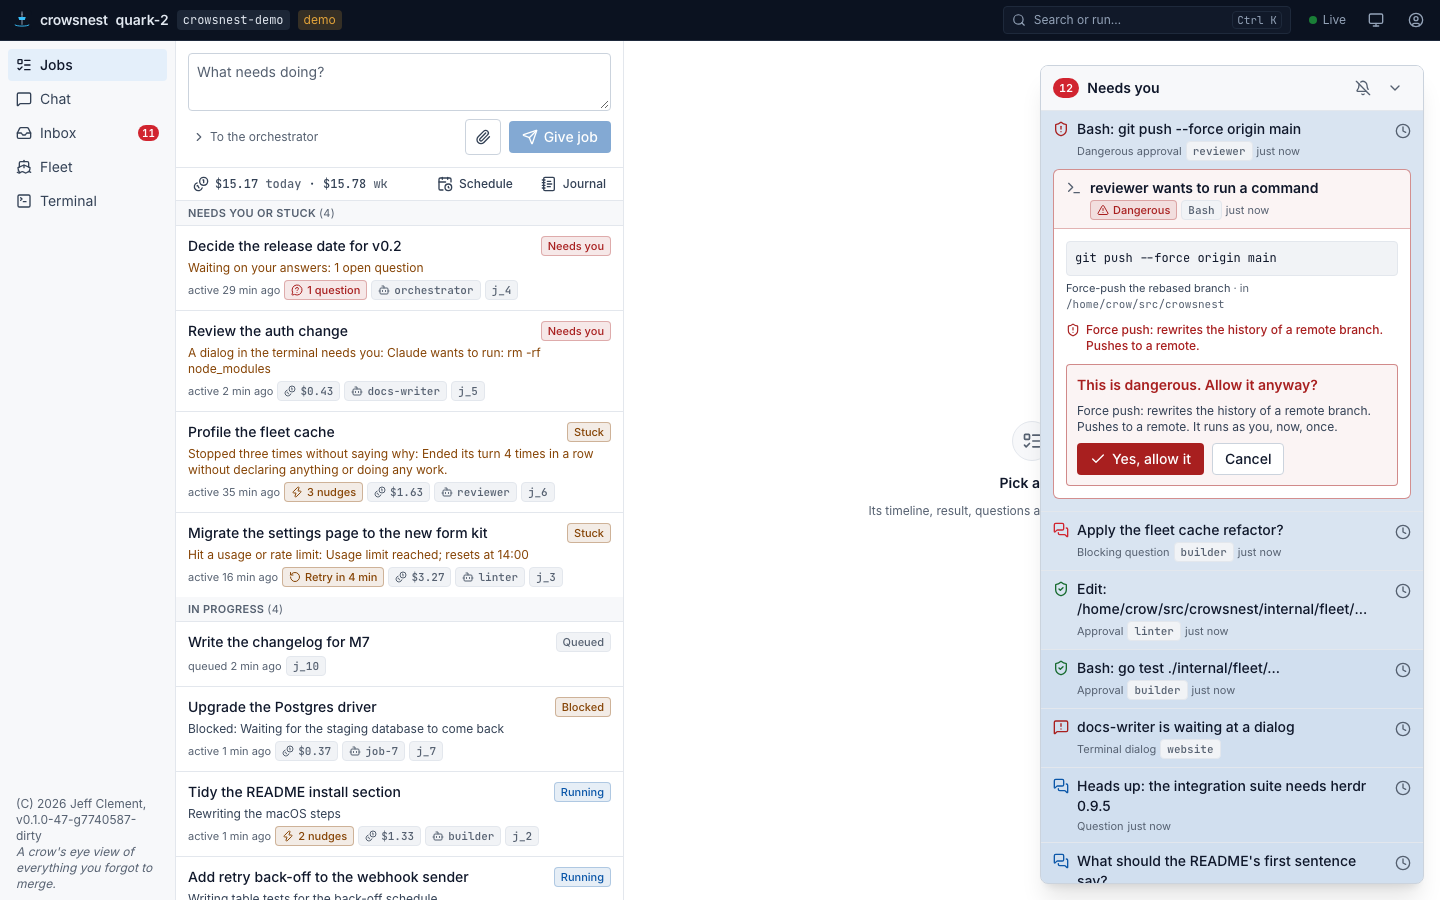 crowsnest quark-2 crowsnest-demo demo
Search or run... Ctrl K
Live
Jobs
Chat
Inbox 11
Fleet
Terminal
(C) 2026 Jeff Clement,
v0.1.0-47-g7740587-
dirty
A crow's eye view of
everything you forgot to
merge.
What needs doing?
To the orchestrator
Give job
$15.17 today · $15.78 wk
Schedule
Journal
NEEDS YOU OR STUCK (4)
Decide the release date for v0.2 Needs you
Waiting on your answers: 1 open question
active 29 min ago 1 question orchestrator j_4
Review the auth change Needs you
A dialog in the terminal needs you: Claude wants to run: rm -rf
node_modules
active 2 min ago $0.43 docs-writer j_5
Profile the fleet cache Stuck
Stopped three times without saying why: Ended its turn 4 times in a row
without declaring anything or doing any work.
active 35 min ago 3 nudges $1.63 reviewer j_6
Migrate the settings page to the new form kit Stuck
Hit a usage or rate limit: Usage limit reached; resets at 14:00
active 16 min ago Retry in 4 min $3.27 linter j_3
IN PROGRESS (4)
Write the changelog for M7 Queued
queued 2 min ago j_10
Upgrade the Postgres driver Blocked
Blocked: Waiting for the staging database to come back
active 1 min ago $0.37 job-7 j_7
Tidy the README install section Running
Rewriting the macOS steps
active 1 min ago 2 nudges $1.33 builder j_2
Add retry back-off to the webhook sender Running
Writing table tests for the back-off schedule
Pick a
Its timeline, result, questions a
12 Needs you
Bash: git push --force origin main
Dangerous approval reviewer just now
reviewer wants to run a command
Dangerous Bash just now
git push --force origin main
Force-push the rebased branch · in
/home/crow/src/crowsnest
Force push: rewrites the history of a remote branch.
Pushes to a remote.
This is dangerous. Allow it anyway?
Force push: rewrites the history of a remote branch.
Pushes to a remote. It runs as you, now, once.
Yes, allow it
Cancel
Apply the fleet cache refactor?
Blocking question builder just now
Edit:
/home/crow/src/crowsnest/internal/fleet/...
Approval linter just now
Bash: go test ./internal/fleet/...
Approval builder just now
docs-writer is waiting at a dialog
Terminal dialog website
Heads up: the integration suite needs herdr
0.9.5
Question just now
What should the README's first sentence
say?